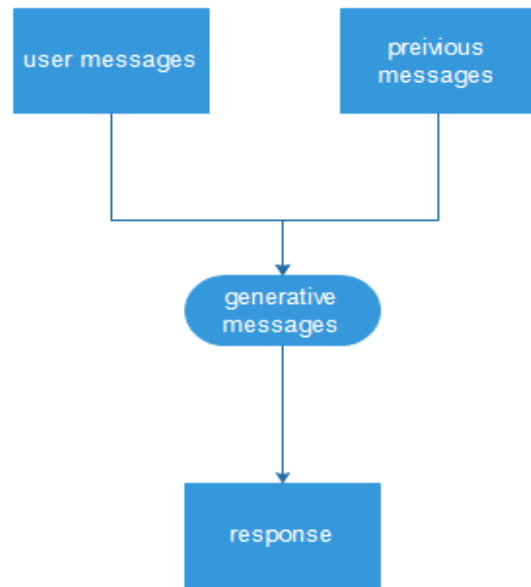 user messages
preivious
messages
generative
messages
response